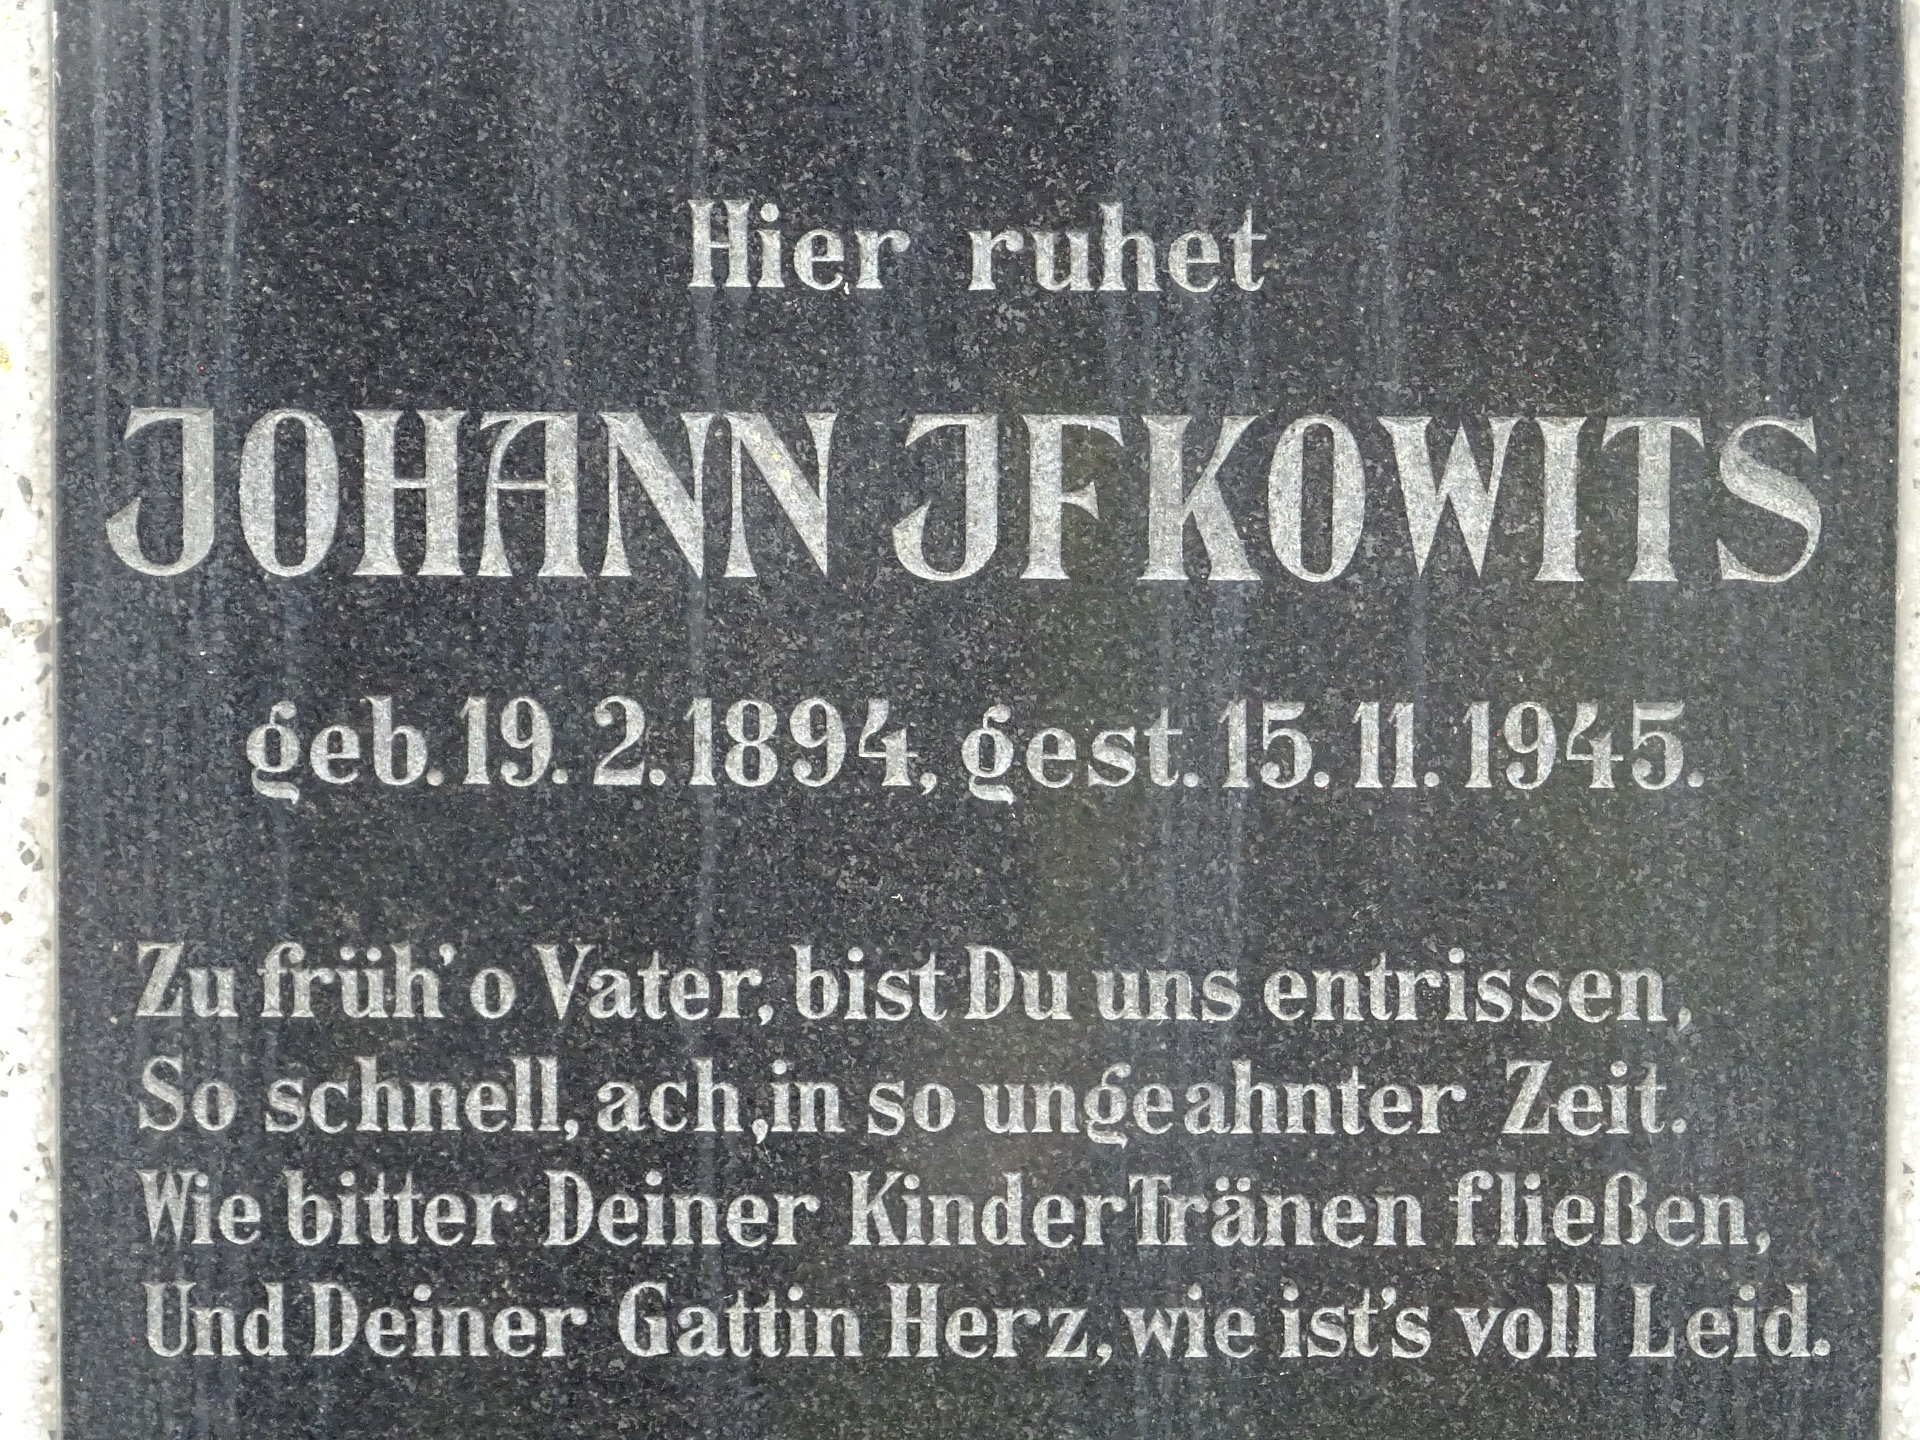 Hier ruhet
JOHANN JFKOWITS
geb. 19. 2. 1894, gest. 15. 11. 1945.
Zu früh' o Vater, bist Du uns entrissen,
So schnell, ach, in so ungeahnter Zeit.
Wie bitter Deiner Kinder Tränen fließen,
Und Deiner Gattin Herz, wie ist's voll Leid.